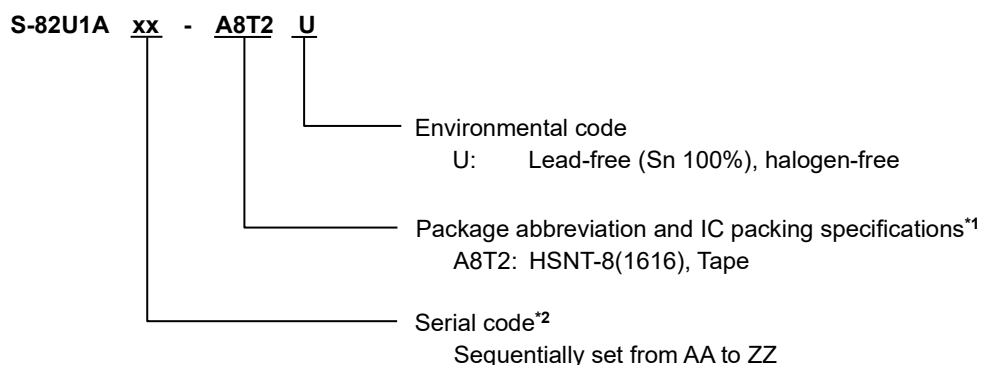 S-82U1A xx - A8T2 U
Environmental code
U: Lead-free (Sn 100%), halogen-free
Package abbreviation and IC packing specifications*1
A8T2: HSNT-8(1616), Tape
Serial code*2
Sequentially set from AA to ZZ